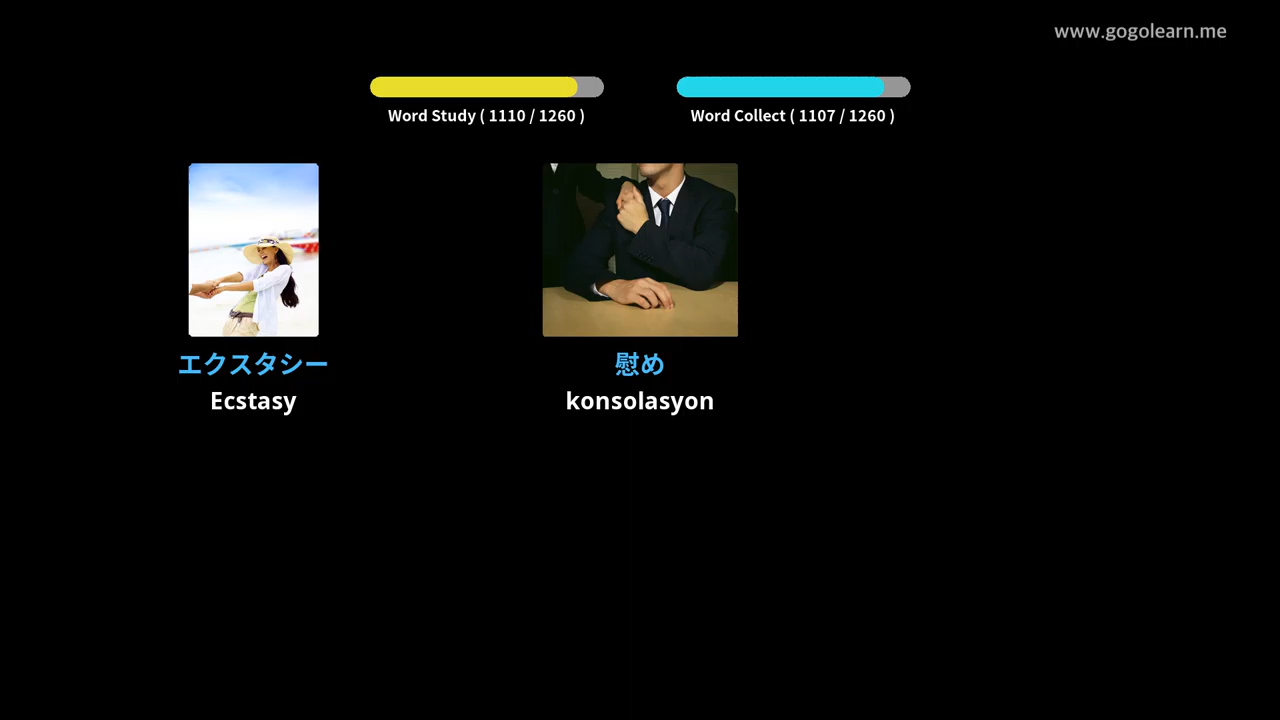 www.gogolearn.me
Word Study ( 1110 / 1260 )
Word Collect ( 1107 / 1260 )
エクスタシー
Ecstasy
慰め
konsolasyon